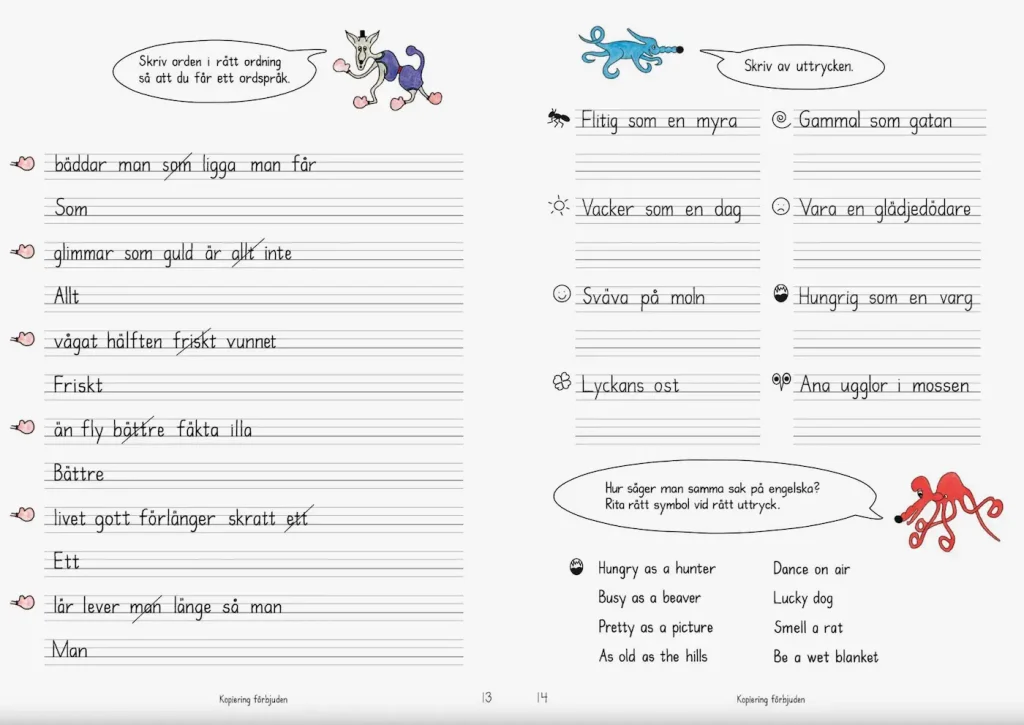 Skriv orden i rätt ordning
så att du får ett ordspråk.
bäddar man som ligga man får
Som
glimmar som guld är allt inte
Allt
vågat hälften friskt vunnet
Friskt
än fly bättre fäkta illa
Bättre
livet gott förlänger skratt ett
Ett
lär lever man länge så man
Man
Kopiering förbjuden
13
Skriv av uttrycken.
Flitig som en myra
Gammal som gatan
Vacker som en dag
Vara en glädjedödare
Sväva på moln
Hungrig som en varg
Lyckans ost
Ana ugglor i mossen
Hur säger man samma sak på engelska?
Rita rätt symbol vid rätt uttryck.
Hungry as a hunter
Busy as a beaver
Pretty as a picture
As old as the hills
Dance on air
Lucky dog
Smell a rat
Be a wet blanket
14
Kopiering förbjuden